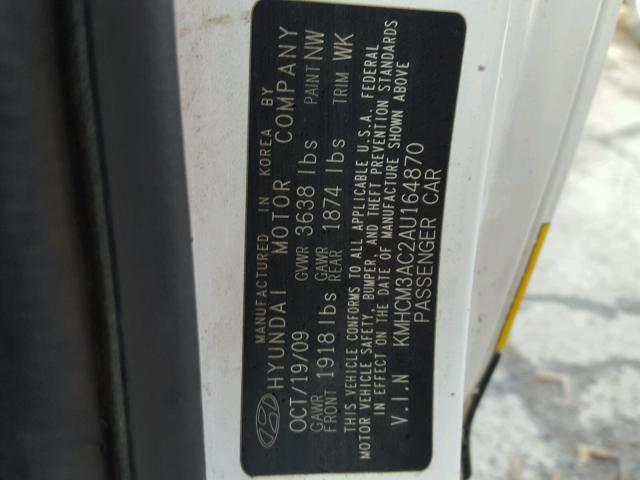 MANUFACTURED IN KOREA BY
HYUNDAI MOTOR COMPANY
OCT/19/09 GVWR 3638 lbs PAINT NW
GAWR FRONT 1918 lbs GAWR REAR 1874 lbs TRIM WK
THIS VEHICLE CONFORMS TO ALL APPLICABLE U.S.A. FEDERAL
MOTOR VEHICLE SAFETY, BUMPER, AND THEFT PREVENTION STANDARDS
IN EFFECT ON THE DATE OF MANUFACTURE SHOWN ABOVE
V.I.N KMHCM3AC2AU164870
PASSENGER CAR